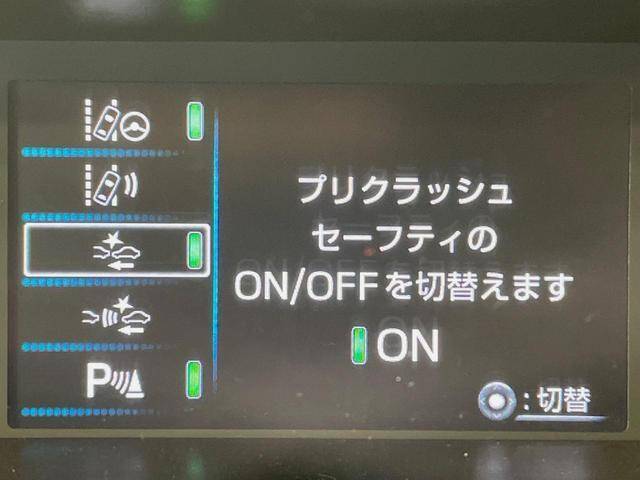 プリクラッシュ
セーフティの
ON/OFFを切替えます
ON
P
:切替